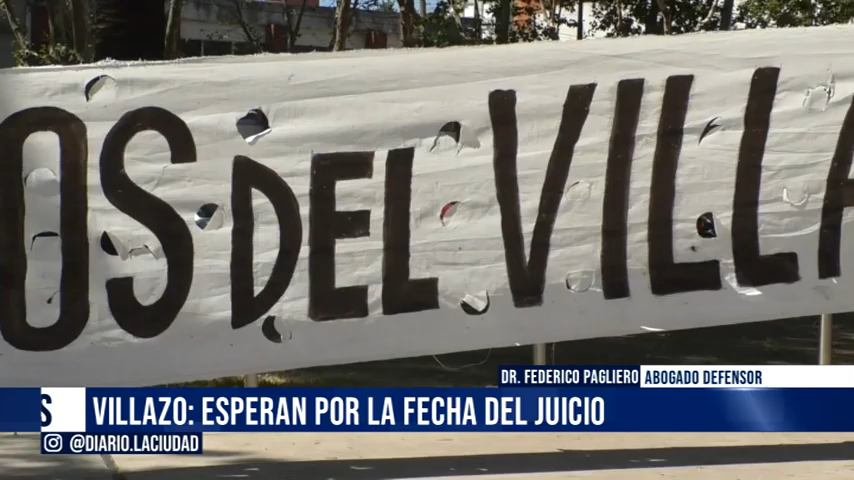 OS DEL VILLA
DR. FEDERICO PAGLIERO ABOGADO DEFENSOR
S VILLAZO: ESPERAN POR LA FECHA DEL JUICIO
@DIARIO.LACIUDAD